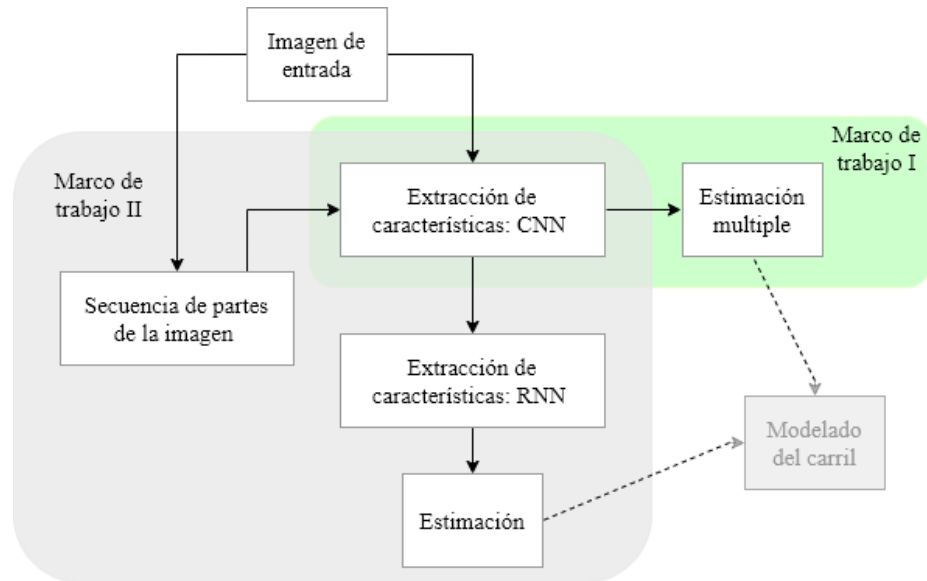 Imagen de
entrada
Marco de
trabajo I
Marco de
trabajo II
Extracción de
características: CNN
Estimación
multiple
Secuencia de partes
de la imagen
Extracción de
características: RNN
Modelado
del carril
Estimación